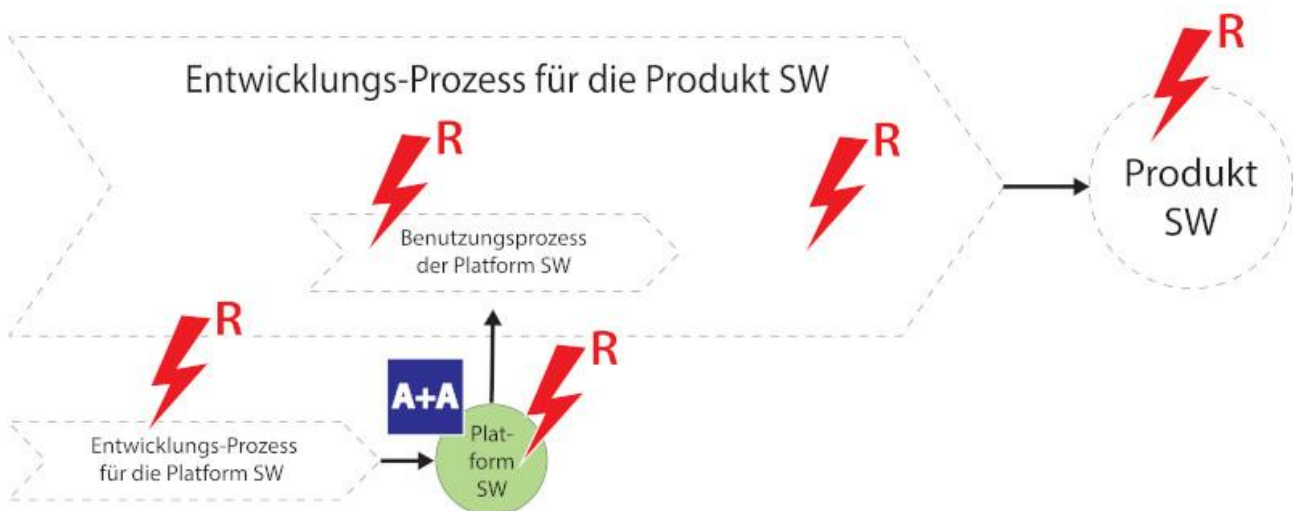 R
Entwicklungs-Prozess für die Produkt SW
R
R
Produkt
SW
Benutzungsprozess
der Platform SW
R
R
A+A
Entwicklungs-Prozess
für die Platform SW
Plat-
form
SW